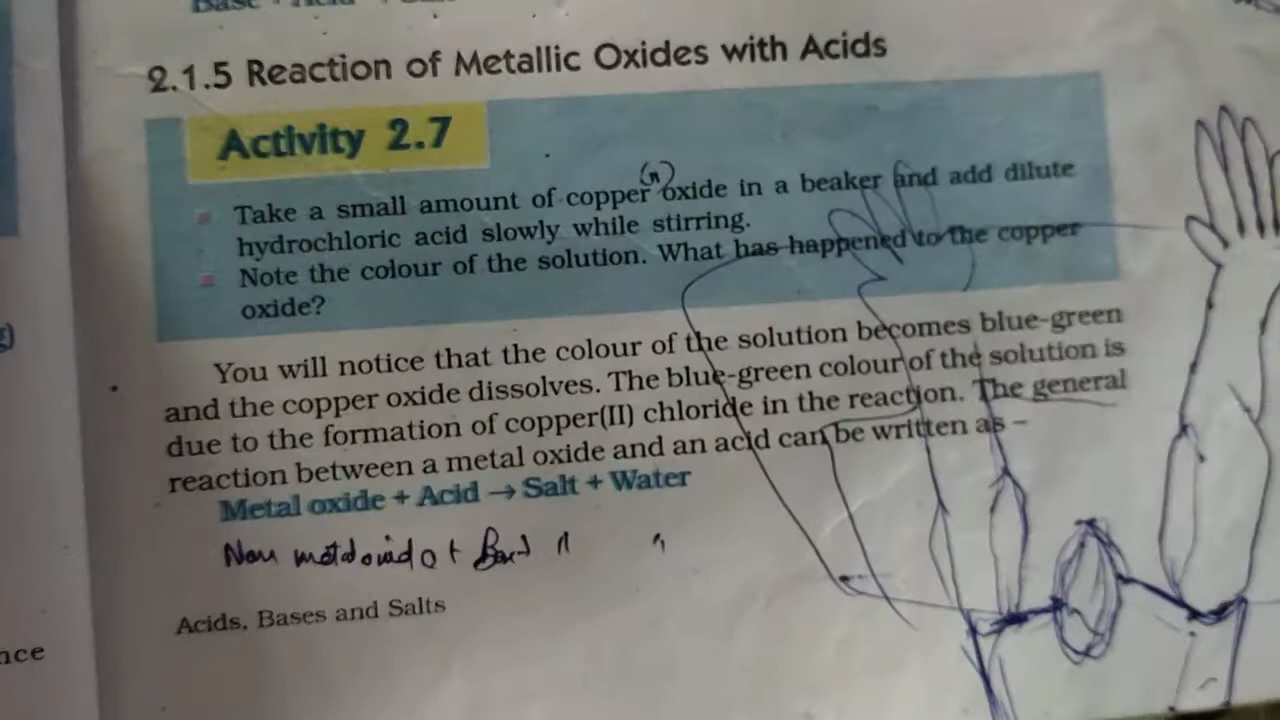 2.1.5 Reaction of Metallic Oxides with Acids
Activity 2.7
(II)
Take a small amount of copper oxide in a beaker and add dilute
hydrochloric acid slowly while stirring.
Note the colour of the solution. What has happened to the copper
oxide?
You will notice that the colour of the solution becomes blue-green
and the copper oxide dissolves. The blue-green colour of the solution is
due to the formation of copper(II) chloride in the reaction. The general
reaction between a metal oxide and an acid can be written as –
Metal oxide + Acid → Salt + Water
Non +
Acids, Bases and Salts
nce